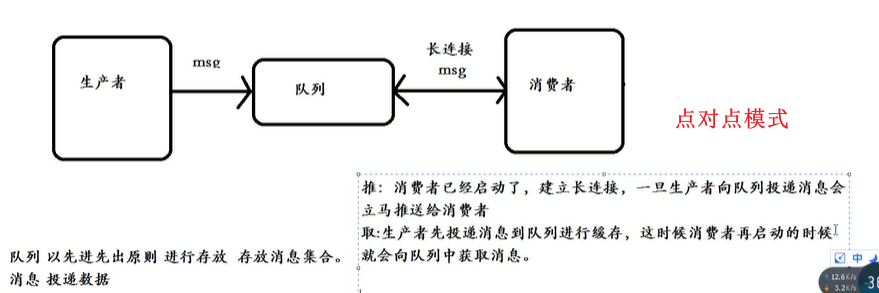 生产者
msg
队列
长连接
msg
消费者
点对点模式
推：消费者已经启动了，建立长连接，一旦生产者向队列投递消息会
立马推送给消费者
取:生产者先投递消息到队列进行缓存，这时候消费者再启动的时候
就会向队列中获取消息。
队列 以先进先出原则 进行存放 存放消息集合。
消息 投递数据
中
12.6K/s
3.2K/s